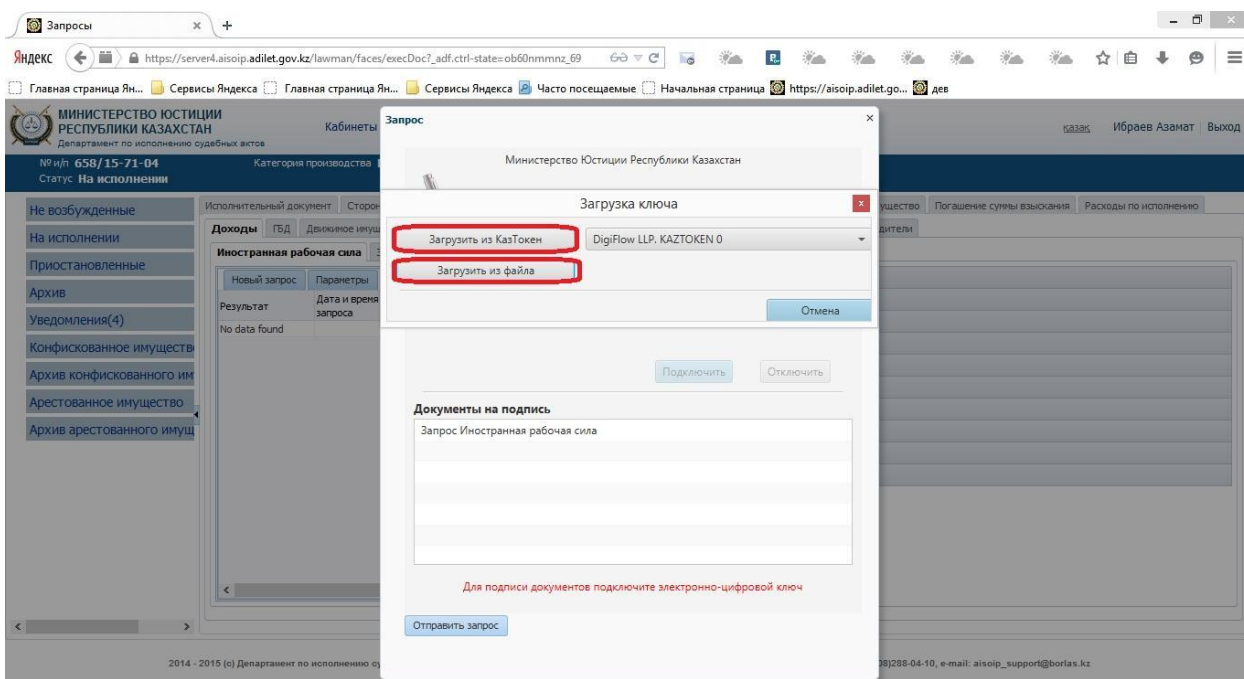 Запросы
Яндекс
https://server4.aisoip.adilet.gov.kz/lawman/faces/execDoc?_adf.ctrl-state=ob60nmmnz_69
Главная страница Ян... Сервисы Яндекса Главная страница Ян... Сервисы Яндекса Часто посещаемые Начальная страница https://aisoip.adilet.go... дев
МИНИСТЕРСТВО ЮСТИЦИИ
РЕСПУБЛИКИ КАЗАХСТАН
Департамент по исполнению судебных актов
Кабинеты
қазақ Ибраев Азамат Выход
№ и/п 658/15-71-04
Категория производства
Статус На исполнении
Не возбужденные
На исполнении
Приостановленные
Архив
Уведомления(4)
Конфискованное имуществ
Архив конфискованного им
Арестованное имущество
Архив арестованного имущ
Исполнительный документ Сторон
ущество Погашение суммы взыскания Расходы по исполнению
Доходы ГБД Движимое имущ
дители
Иностранная рабочая сила
Новый запрос Параметры
Результат
Дата и время
запроса
No data found
Запрос
Министерство Юстиции Республики Казахстан
Загрузка ключа
Загрузить из КазТокен
DigiFlow LLP. KAZTOKEN 0
Загрузить из файла
Отмена
Подключить Отключить
Документы на подпись
Запрос Иностранная рабочая сила
Для подписи документов подключите электронно-цифровой ключ
Отправить запрос
2014 - 2015 (c) Департамент по исполнению су
288-04-10, e-mail: aisoip_support@borlas.kz